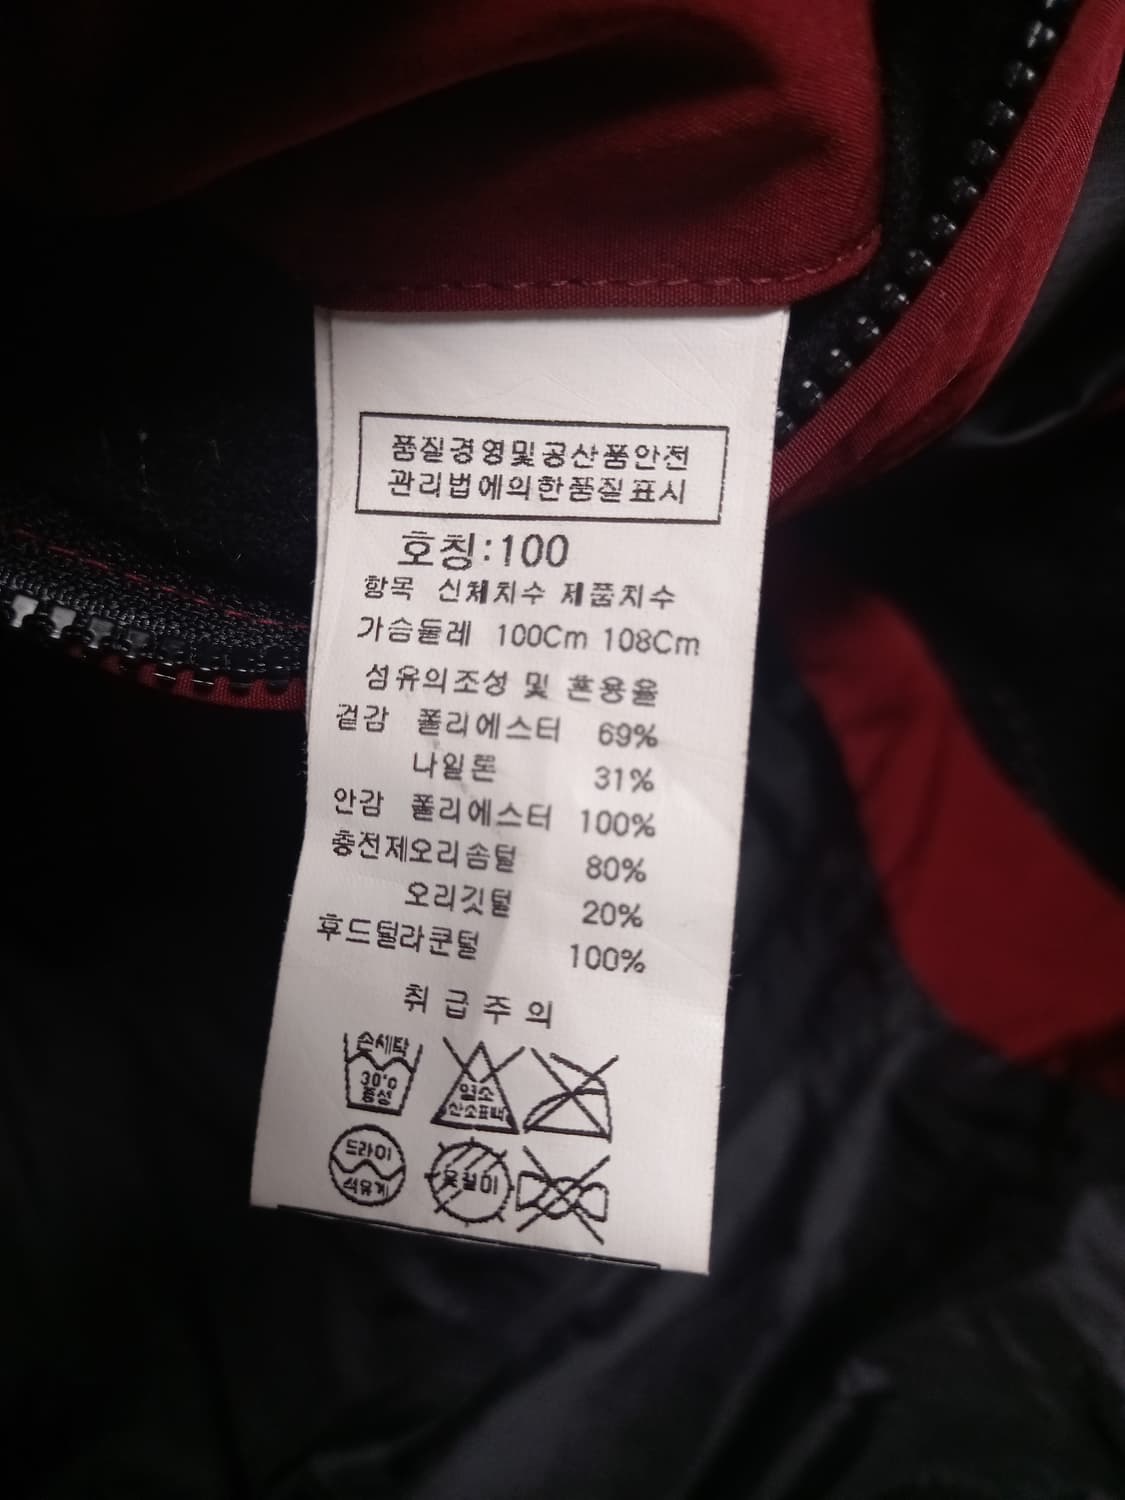 품질경영및공산품안전
관리법에의한품질표시
호칭:100
항목 신체치수 제품치수
가슴둘레 100Cm 108Cm
섬유의조성 및 혼용율
겉감 폴리에스터 69%
나일론 31%
안감 폴리에스터 100%
충전제오리솜털 80%
오리깃털 20%
후드털라쿤털 100%
취급주의
손세탁
30°C
중성
염소
산소표백
드라이
석유계
옷걸이